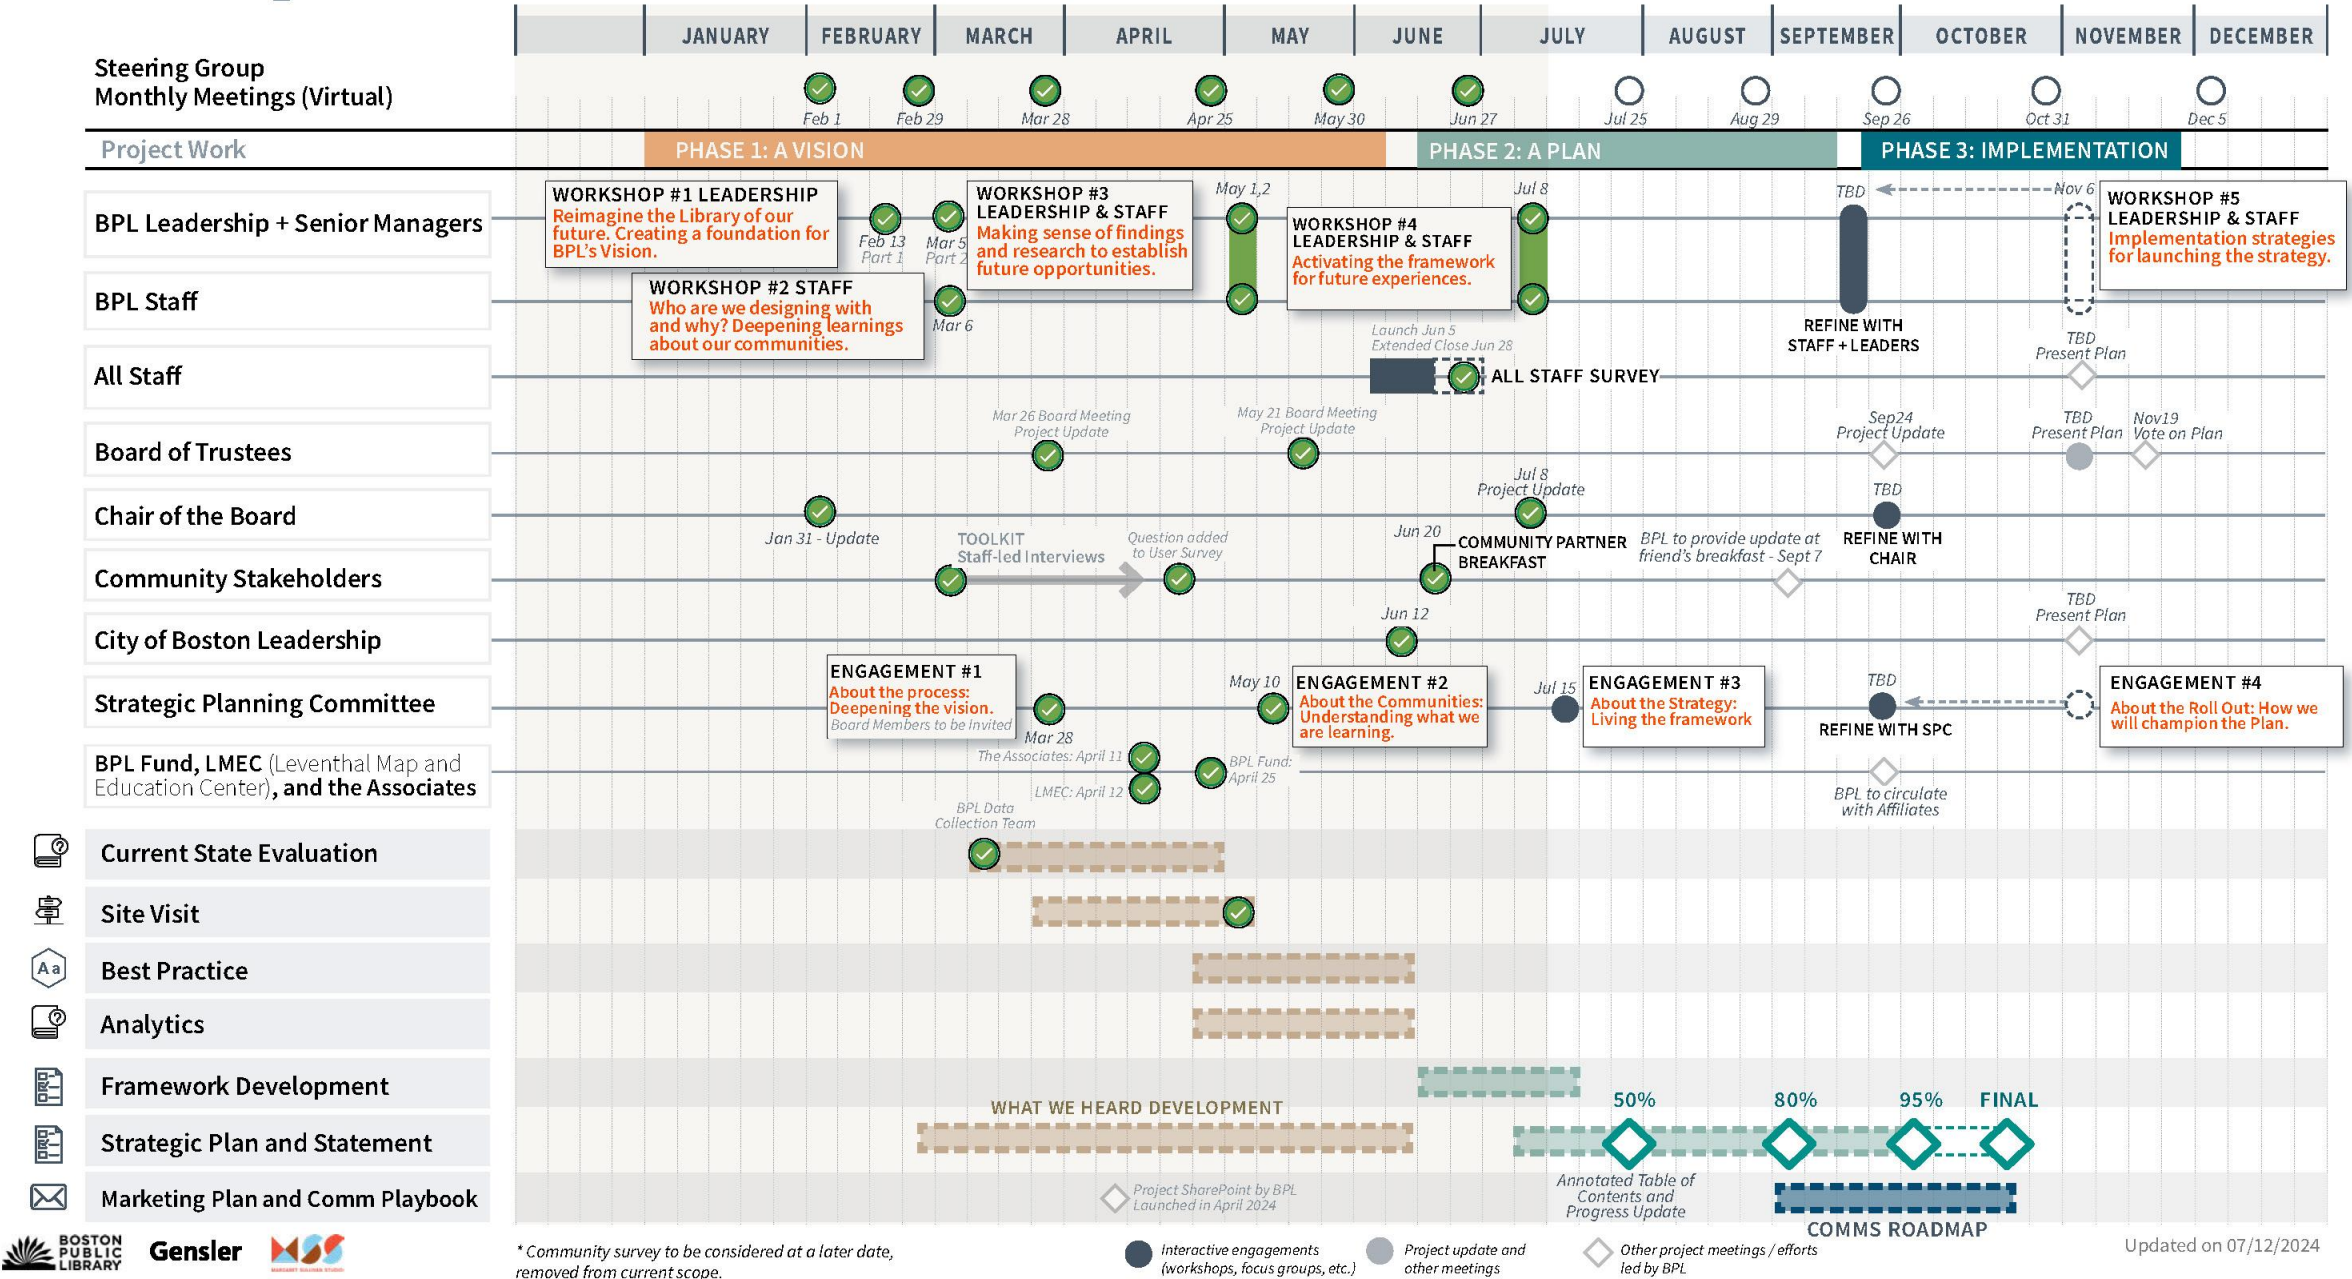 JANUARY
FEBRUARY
MARCH
APRIL
MAY
JUNE
JULY
AUGUST
SEPTEMBER
OCTOBER
NOVEMBER
DECEMBER
Steering Group
Monthly Meetings (Virtual)
Feb 1
Feb 29
Mar 28
Apr 25
May 30
Jun 27
Jul 25
Aug 29
Sep 26
Oct 31
Dec 5
Project Work
PHASE 1: A VISION
PHASE 2: A PLAN
PHASE 3: IMPLEMENTATION
BPL Leadership + Senior Managers
WORKSHOP #1 LEADERSHIP
Reimagine the Library of our
future. Creating a foundation for
BPL's Vision.
Feb 13
Part 1
Mar 5
Part 2
WORKSHOP #3
LEADERSHIP & STAFF
Making sense of findings
and research to establish
future opportunities.
May 1,2
WORKSHOP #4
LEADERSHIP & STAFF
Activating the framework
for future experiences.
Jul 8
TBD
Nov 6
WORKSHOP #5
LEADERSHIP & STAFF
Implementation strategies
for launching the strategy.
BPL Staff
WORKSHOP #2 STAFF
Who are we designing with
and why? Deepening learnings
about our communities.
Mar 6
REFINE WITH
STAFF + LEADERS
All Staff
Launch Jun 5
Extended Close Jun 28
ALL STAFF SURVEY
TBD
Present Plan
Board of Trustees
Mar 26 Board Meeting
Project Update
May 21 Board Meeting
Project Update
Sep24
Project Update
TBD
Present Plan
Nov19
Vote on Plan
Chair of the Board
Jan 31 - Update
Jul 8
Project Update
TBD
REFINE WITH
CHAIR
Community Stakeholders
TOOLKIT
Staff-led Interviews
Question added
to User Survey
Jun 20
COMMUNITY PARTNER
BREAKFAST
BPL to provide update at
friend's breakfast - Sept 7
City of Boston Leadership
Jun 12
TBD
Present Plan
Strategic Planning Committee
ENGAGEMENT #1
About the process:
Deepening the vision.
Board Members to be Invited
Mar 28
May 10
ENGAGEMENT #2
About the Communities:
Understanding what we
are learning.
Jul 15
ENGAGEMENT #3
About the Strategy:
Living the framework
TBD
REFINE WITH SPC
ENGAGEMENT #4
About the Roll Out: How we
will champion the Plan.
BPL Fund, LMEC (Leventhal Map and
Education Center), and the Associates
The Associates: April 11
LMEC: April 12
BPL Fund:
April 25
BPL to circulate
with Affiliates
BPL Data
Collection Team
Current State Evaluation
Site Visit
Aa
Best Practice
Analytics
Framework Development
WHAT WE HEARD DEVELOPMENT
50%
80%
95%
FINAL
Strategic Plan and Statement
Annotated Table of
Contents and
Progress Update
Marketing Plan and Comm Playbook
Project SharePoint by BPL
Launched in April 2024
COMMS ROADMAP
BOSTON
PUBLIC
LIBRARY
Gensler
MSS
MARGARET SULLIVAN STUDIO
* Community survey to be considered at a later date,
removed from current scope.
Interactive engagements
(workshops, focus groups, etc.)
Project update and
other meetings
Other project meetings / efforts
led by BPL
Updated on 07/12/2024